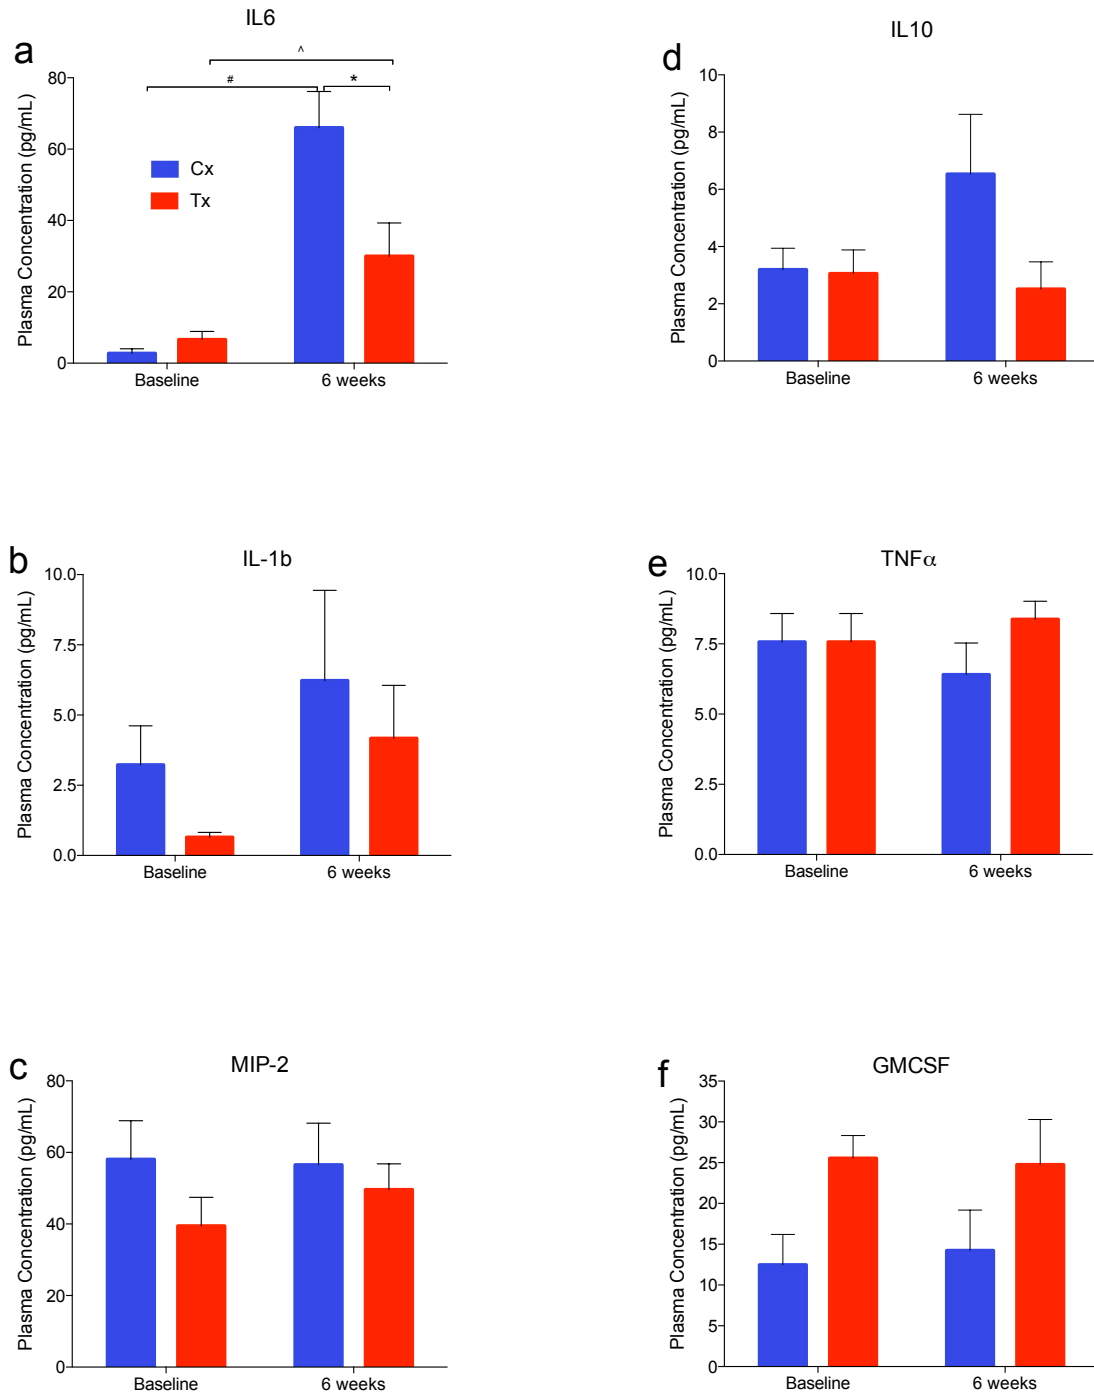 IL6
a
^
#
*
80
60
40
20
0
Plasma Concentration (pg/mL)
Cx
Tx
Baseline
6 weeks
IL-1b
b
10.0
7.5
5.0
2.5
0.0
Plasma Concentration (pg/mL)
Baseline
6 weeks
MIP-2
c
80
60
40
20
0
Plasma Concentration (pg/mL)
Baseline
6 weeks
IL10
d
10
8
6
4
2
0
Plasma Concentration (pg/mL)
Baseline
6 weeks
TNFα
e
10.0
7.5
5.0
2.5
0.0
Plasma Concentration (pg/mL)
Baseline
6 weeks
GMCSF
f
35
30
25
20
15
10
5
0
Plasma Concentration (pg/mL)
Baseline
6 weeks